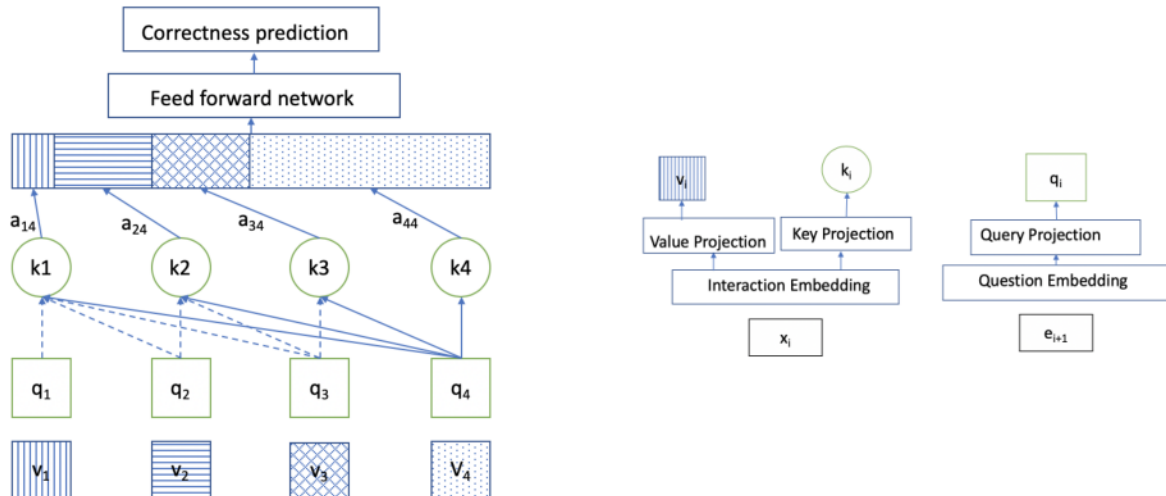 Correctness prediction
Feed forward network
a14 a24 a34 a44
k1 k2 k3 k4
q1 q2 q3 q4
v1 v2 v3 V4
vi ki qi
Value Projection Key Projection Query Projection
Interaction Embedding Question Embedding
xi ei+1